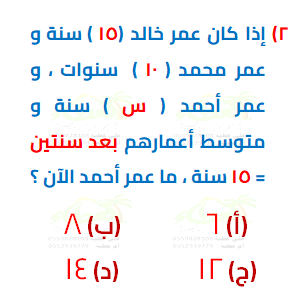 ٢) إذا كان عمر خالد (١٥) سنة و
عمر محمد (١٠) سنوات ، و
عمر أحمد (س) سنة و
متوسط أعمارهم بعد سنتين
= ١٥ سنة ، ما عمر أحمد الآن ؟
(أ) ٦ (ب) ٨
(ج) ١٢ (د) ١٤